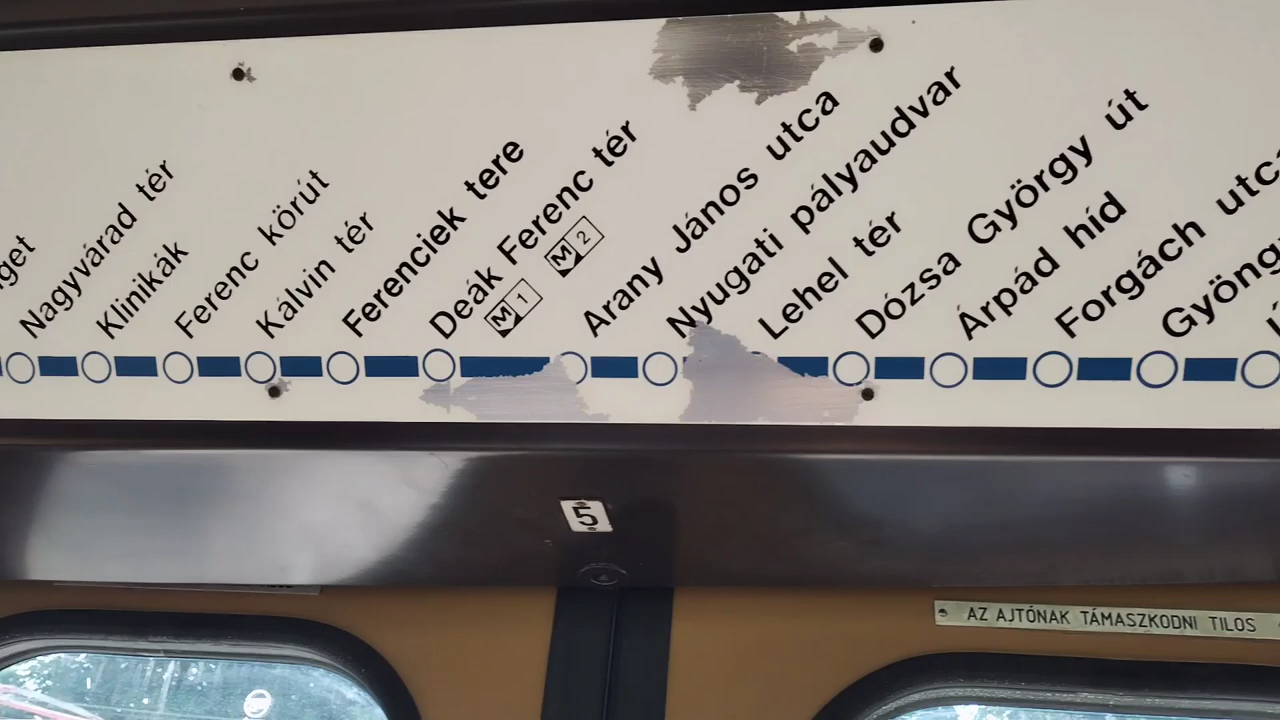 Nagyvárad tér
Klinikák
Ferenc körút
Kálvin tér
Ferenciek tere
Deák Ferenc tér
M 1 M 2
Arany János utca
Nyugati pályaudvar
Lehel tér
Dózsa György út
Árpád híd
Forgách utca
5
AZ AJTÓNAK TÁMASZKODNI TILOS